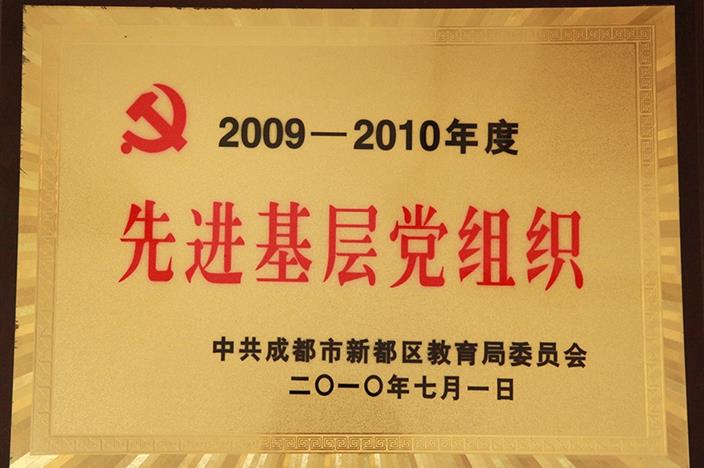 2009—2010年度
先进基层党组织
中共成都市新都区教育局委员会
二〇一〇年七月一日